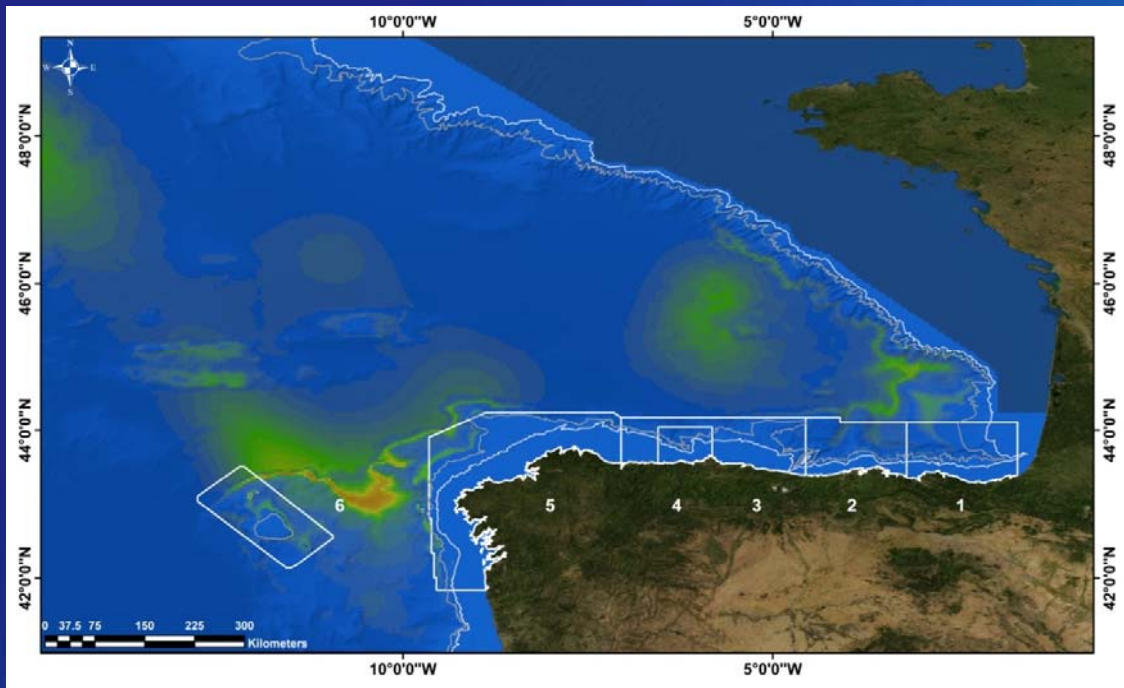 10°0'0"W 5°0'0"W
N
W E
S
48°0'0"N 48°0'0"N
46°0'0"N 46°0'0"N
44°0'0"N 44°0'0"N
6 5 4 3 2 1
42°0'0"N 42°0'0"N
0 37.5 75 150 225 300
Kilometers
10°0'0"W 5°0'0"W